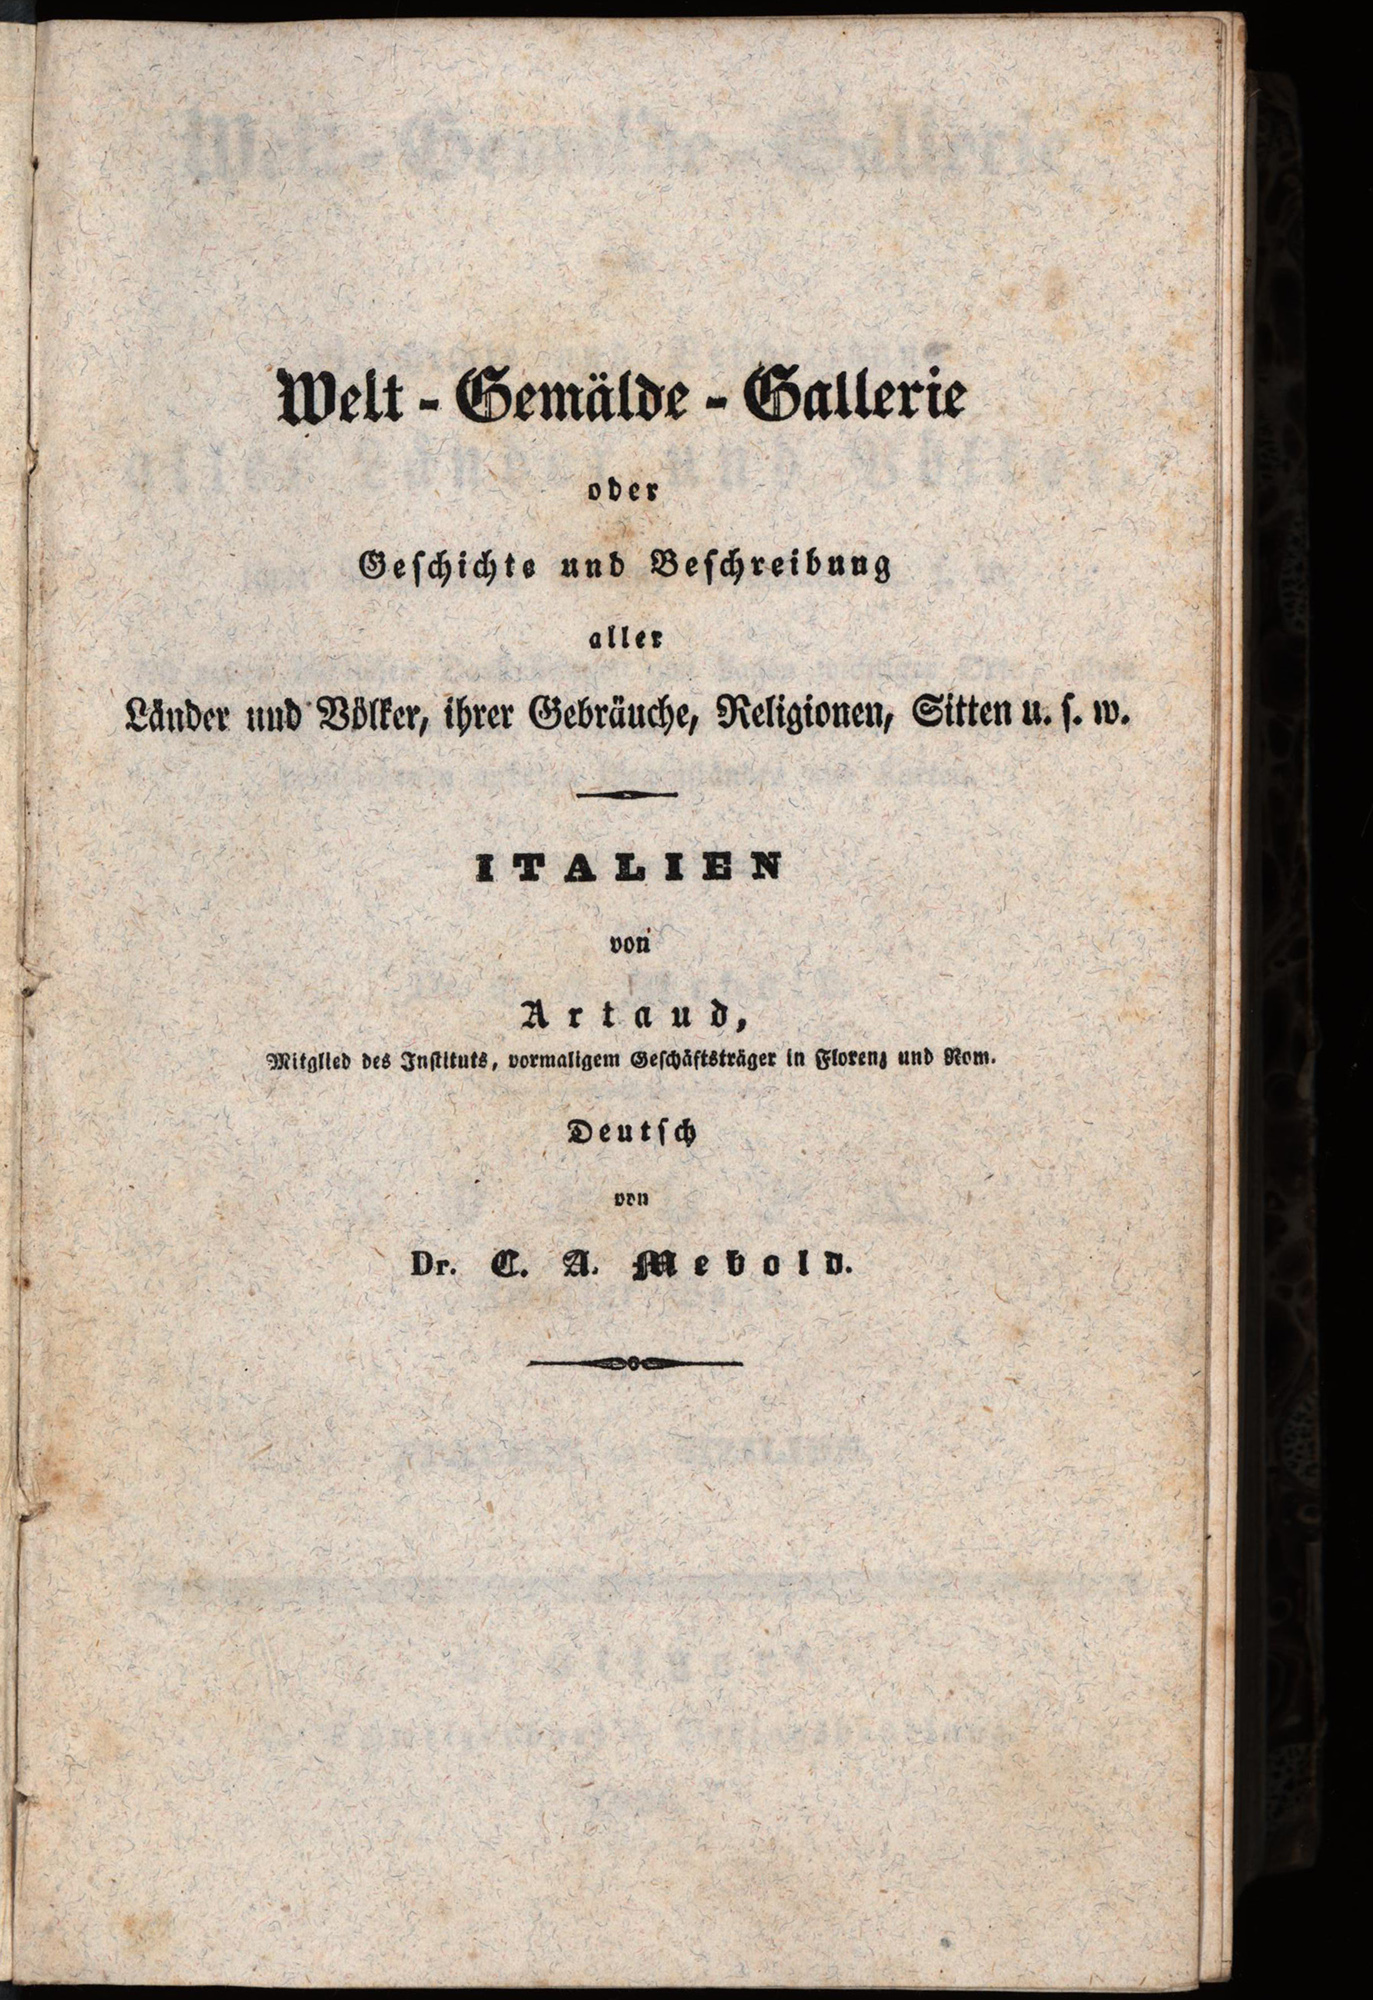 Welt-Gemälde-Gallerie
oder
Geschichte und Beschreibung
aller
Länder und Völker, ihrer Gebräuche, Religionen, Sitten u. s. w.
ITALIEN
von
Artaud,
Mitglied des Instituts, vormaligem Geschäftsträger in Florenz und Rom.
Deutsch
von
Dr. C. A. Mebold.